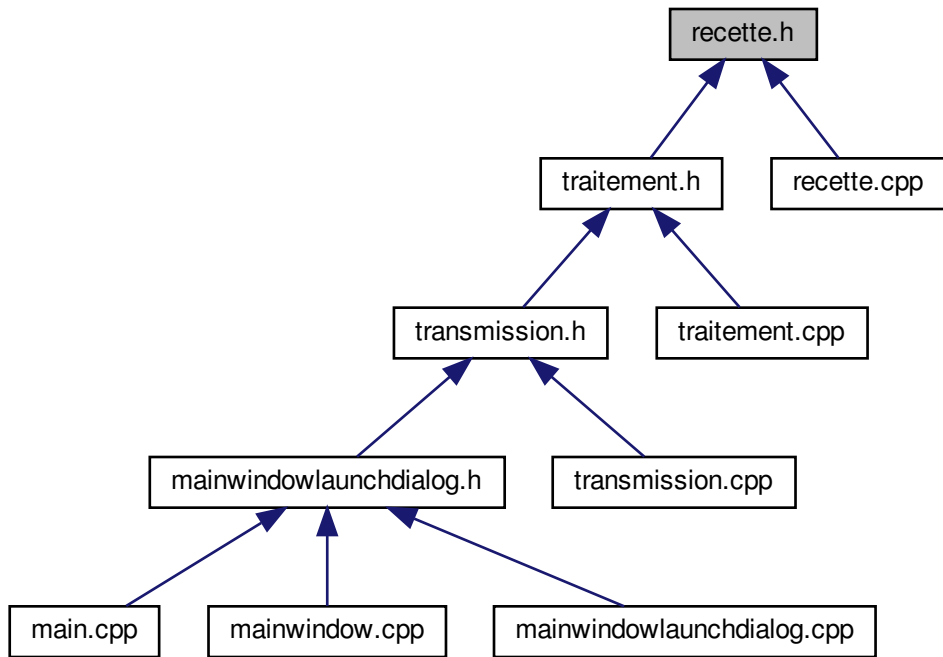 recette.h
traitement.h
recette.cpp
transmission.h
traitement.cpp
mainwindowlaunchdialog.h
transmission.cpp
main.cpp
mainwindow.cpp
mainwindowlaunchdialog.cpp